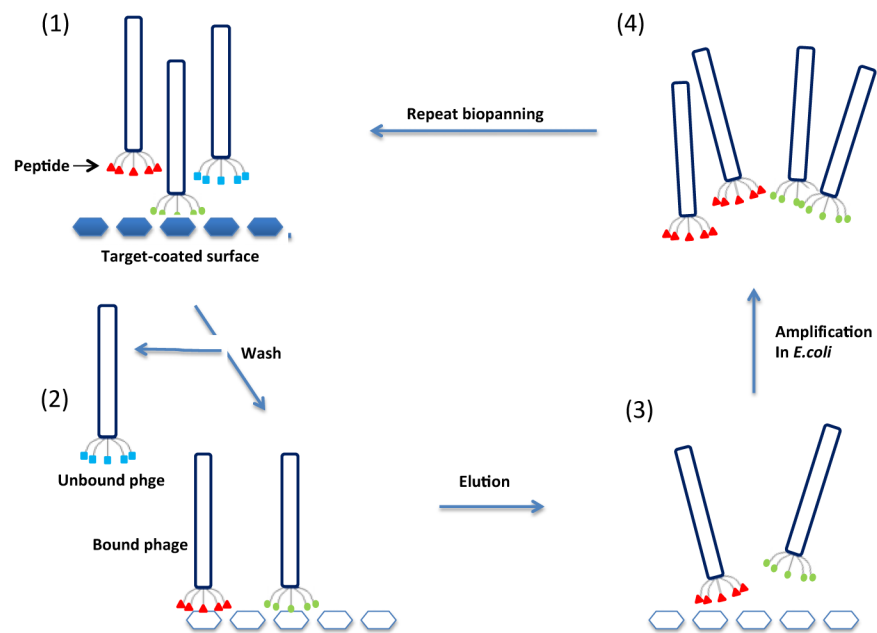 (1)
Peptide
Target-coated surface
Wash
(2)
Unbound phge
Bound phage
Elution
(3)
Amplification
In E.coli
(4)
Repeat biopanning